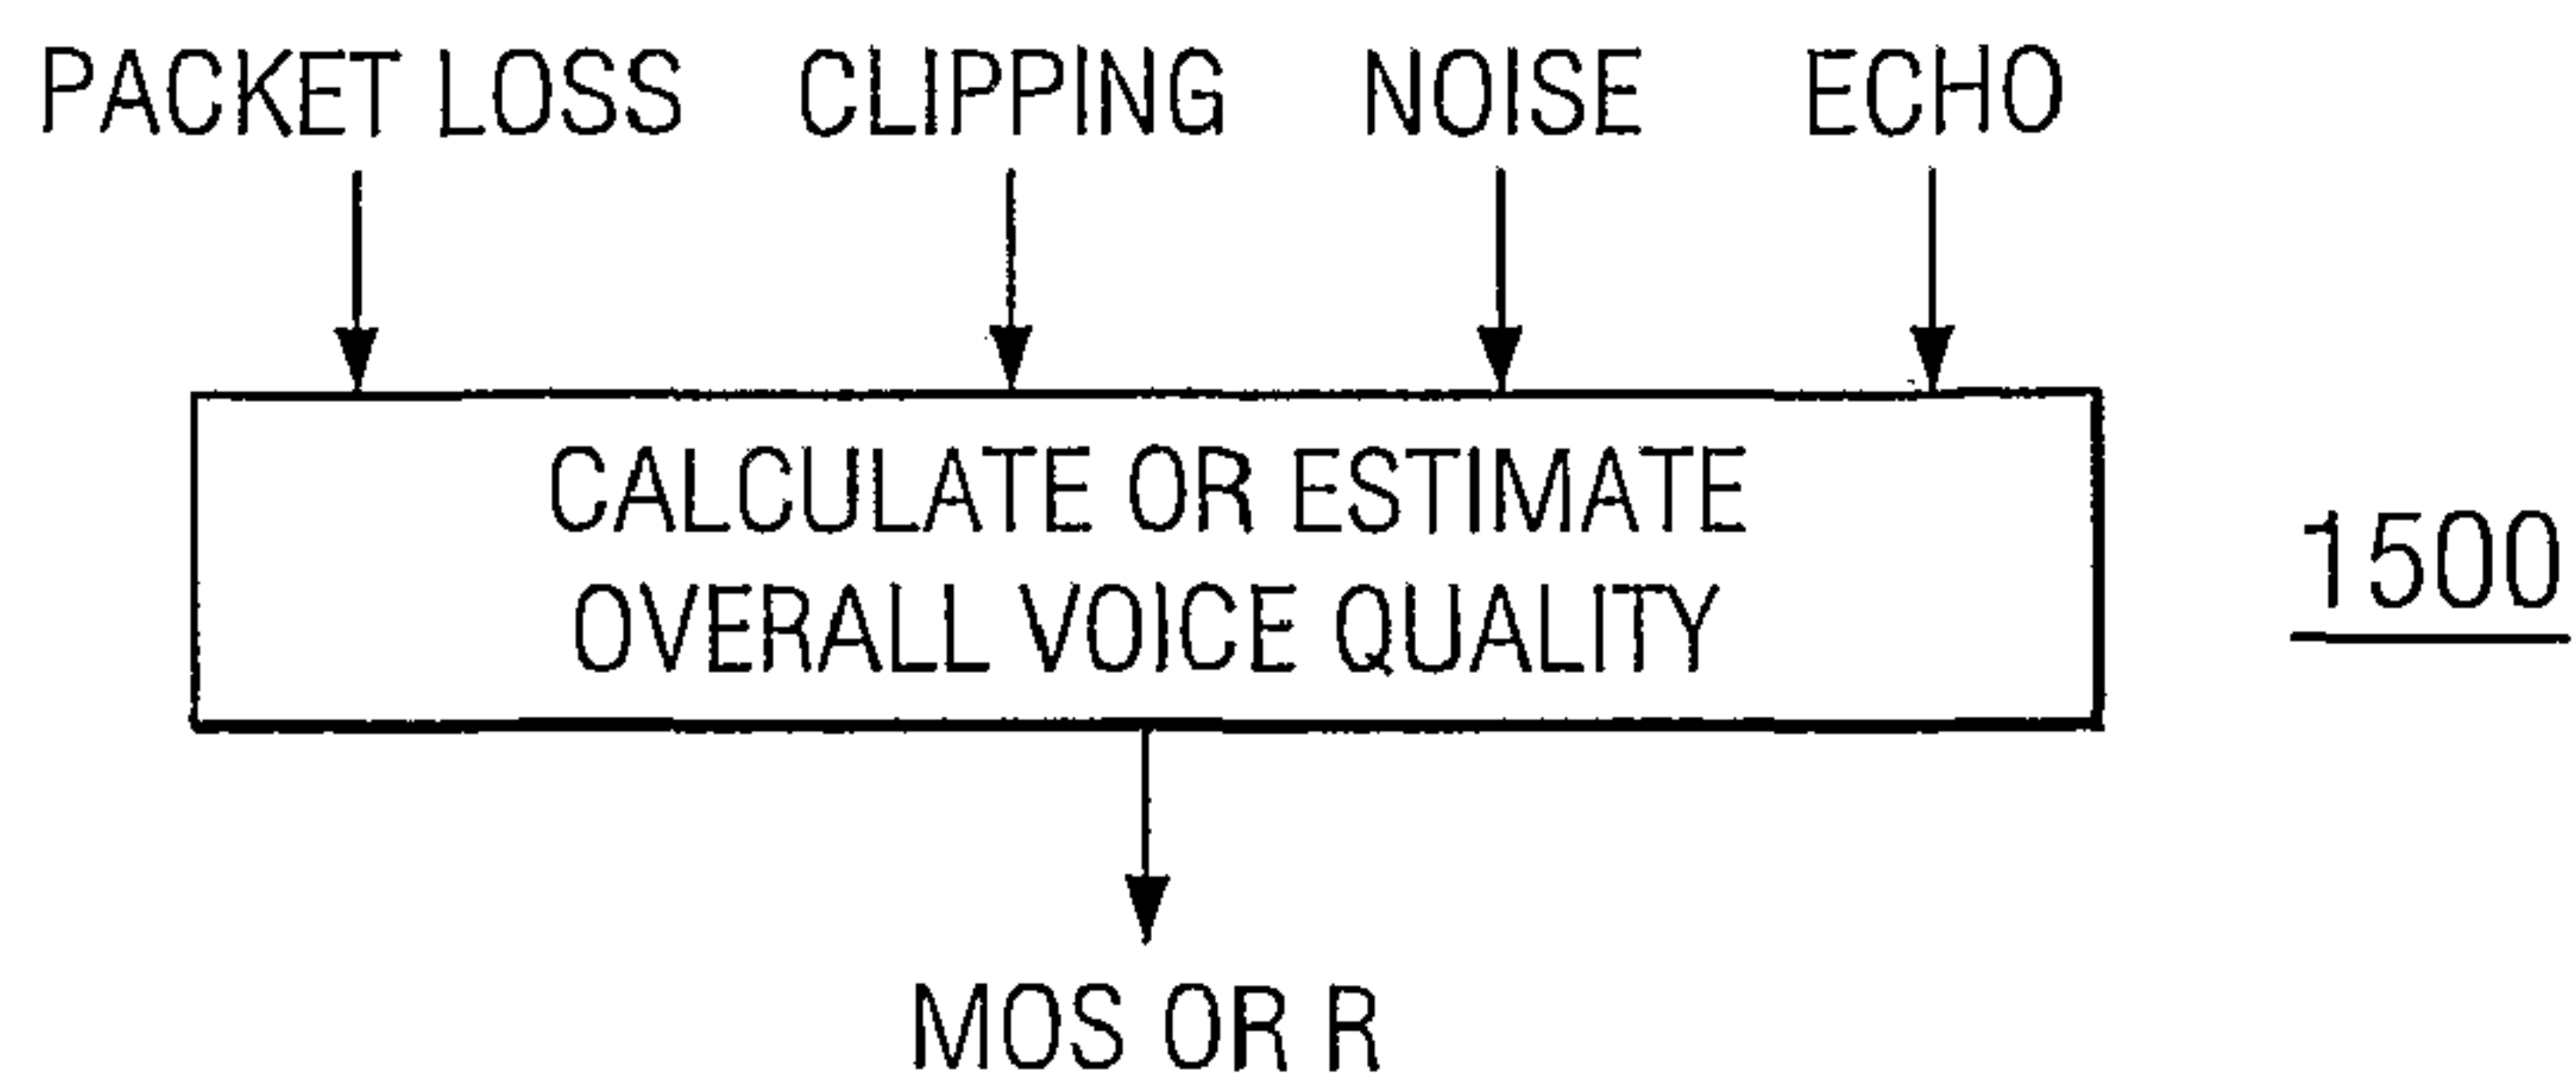 PACKET LOSS CLIPPING NOISE ECHO
CALCULATE OR ESTIMATE
OVERALL VOICE QUALITY
1500
MOS OR R